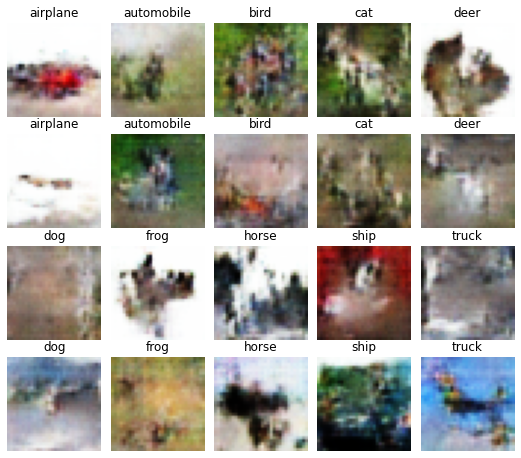 airplane automobile bird cat deer
airplane automobile bird cat deer
dog frog horse ship truck
dog frog horse ship truck